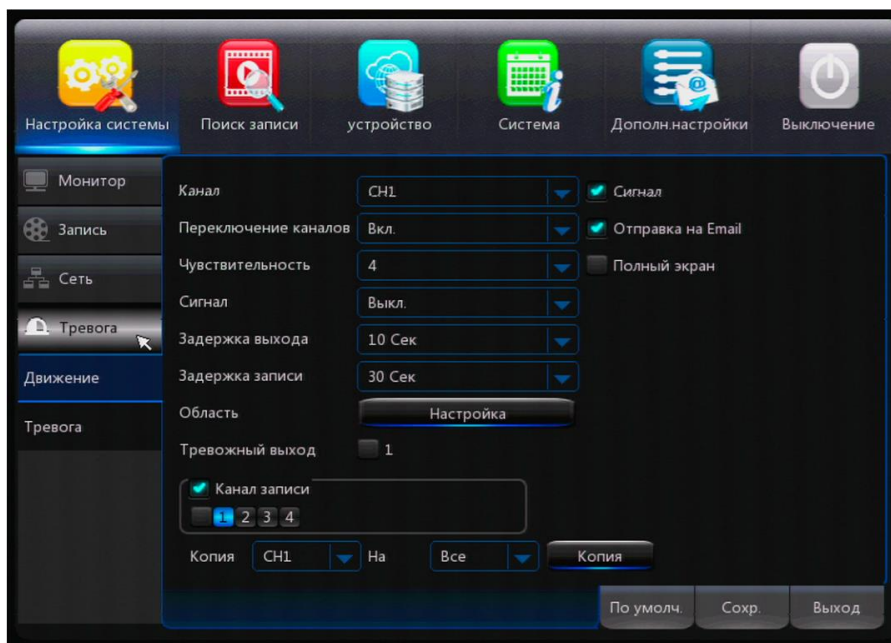 Настройка системы
Поиск записи
устройство
Система
Дополн.настройки
Выключение
Монитор
Запись
Сеть
Тревога
Движение
Тревога
Канал CH1 Сигнал
Переключение каналов Вкл. Отправка на Email
Чувствительность 4 Полный экран
Сигнал Выкл.
Задержка выхода 10 Сек
Задержка записи 30 Сек
Область Настройка
Тревожный выход 1
Канал записи
1 2 3 4
Копия CH1 На Все Копия
По умолч. Сохр. Выход